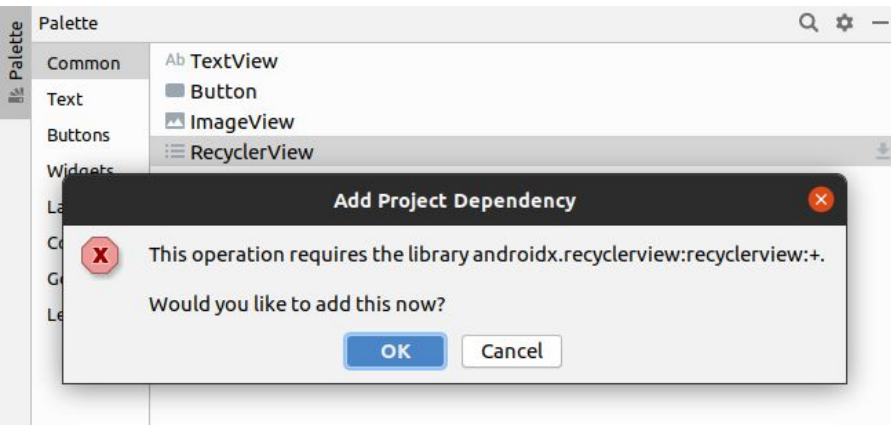 Palette
Palette
Common
Ab TextView
Text
Button
Buttons
ImageView
Widgets
RecyclerView
Add Project Dependency
This operation requires the library androidx.recyclerview:recyclerview:+.
Would you like to add this now?
OK
Cancel